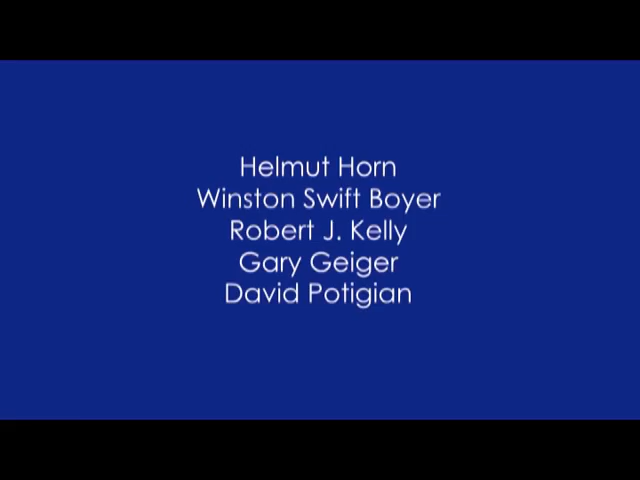 Helmut Horn
Winston Swift Boyer
Robert J. Kelly
Gary Geiger
David Potigian